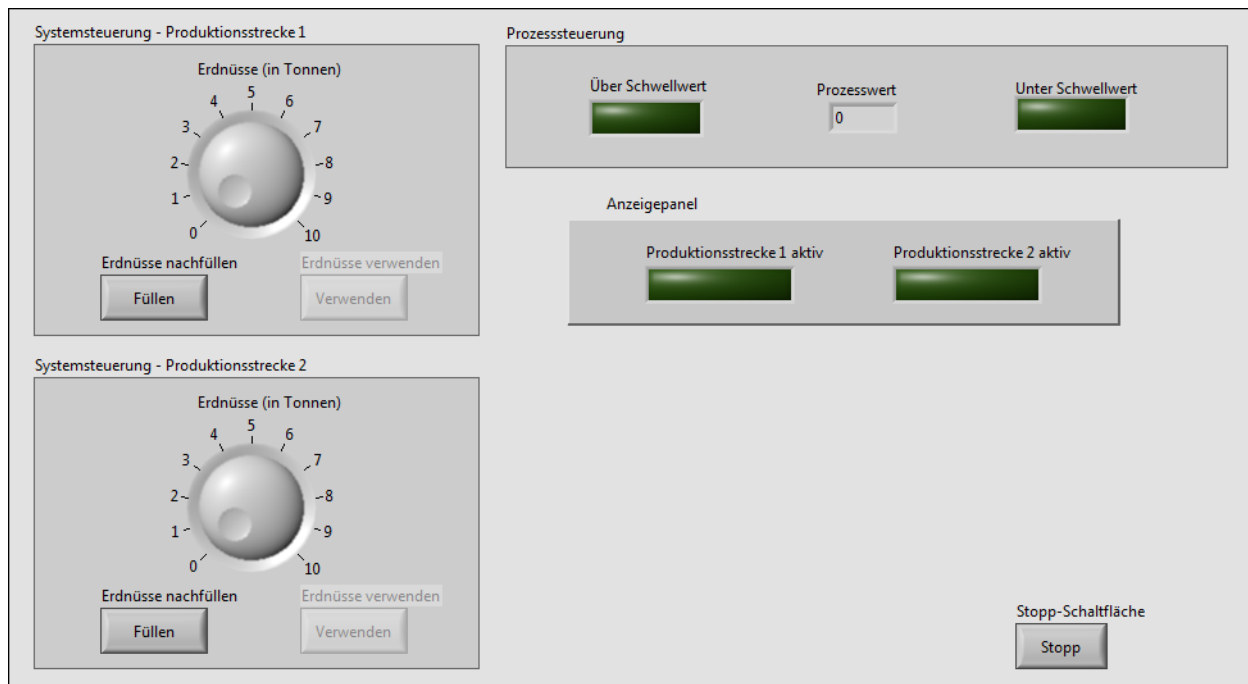 Systemsteuerung - Produktionsstrecke 1
Erdnüsse (in Tonnen)
0
1
2
3
4
5
6
7
8
9
10
Erdnüsse nachfüllen
Füllen
Erdnüsse verwenden
Verwenden
Systemsteuerung - Produktionsstrecke 2
Erdnüsse (in Tonnen)
0
1
2
3
4
5
6
7
8
9
10
Erdnüsse nachfüllen
Füllen
Erdnüsse verwenden
Verwenden
Prozesssteuerung
Über Schwellwert
Prozesswert
0
Unter Schwellwert
Anzeigepanel
Produktionsstrecke 1 aktiv
Produktionsstrecke 2 aktiv
Stopp-Schaltfläche
Stopp